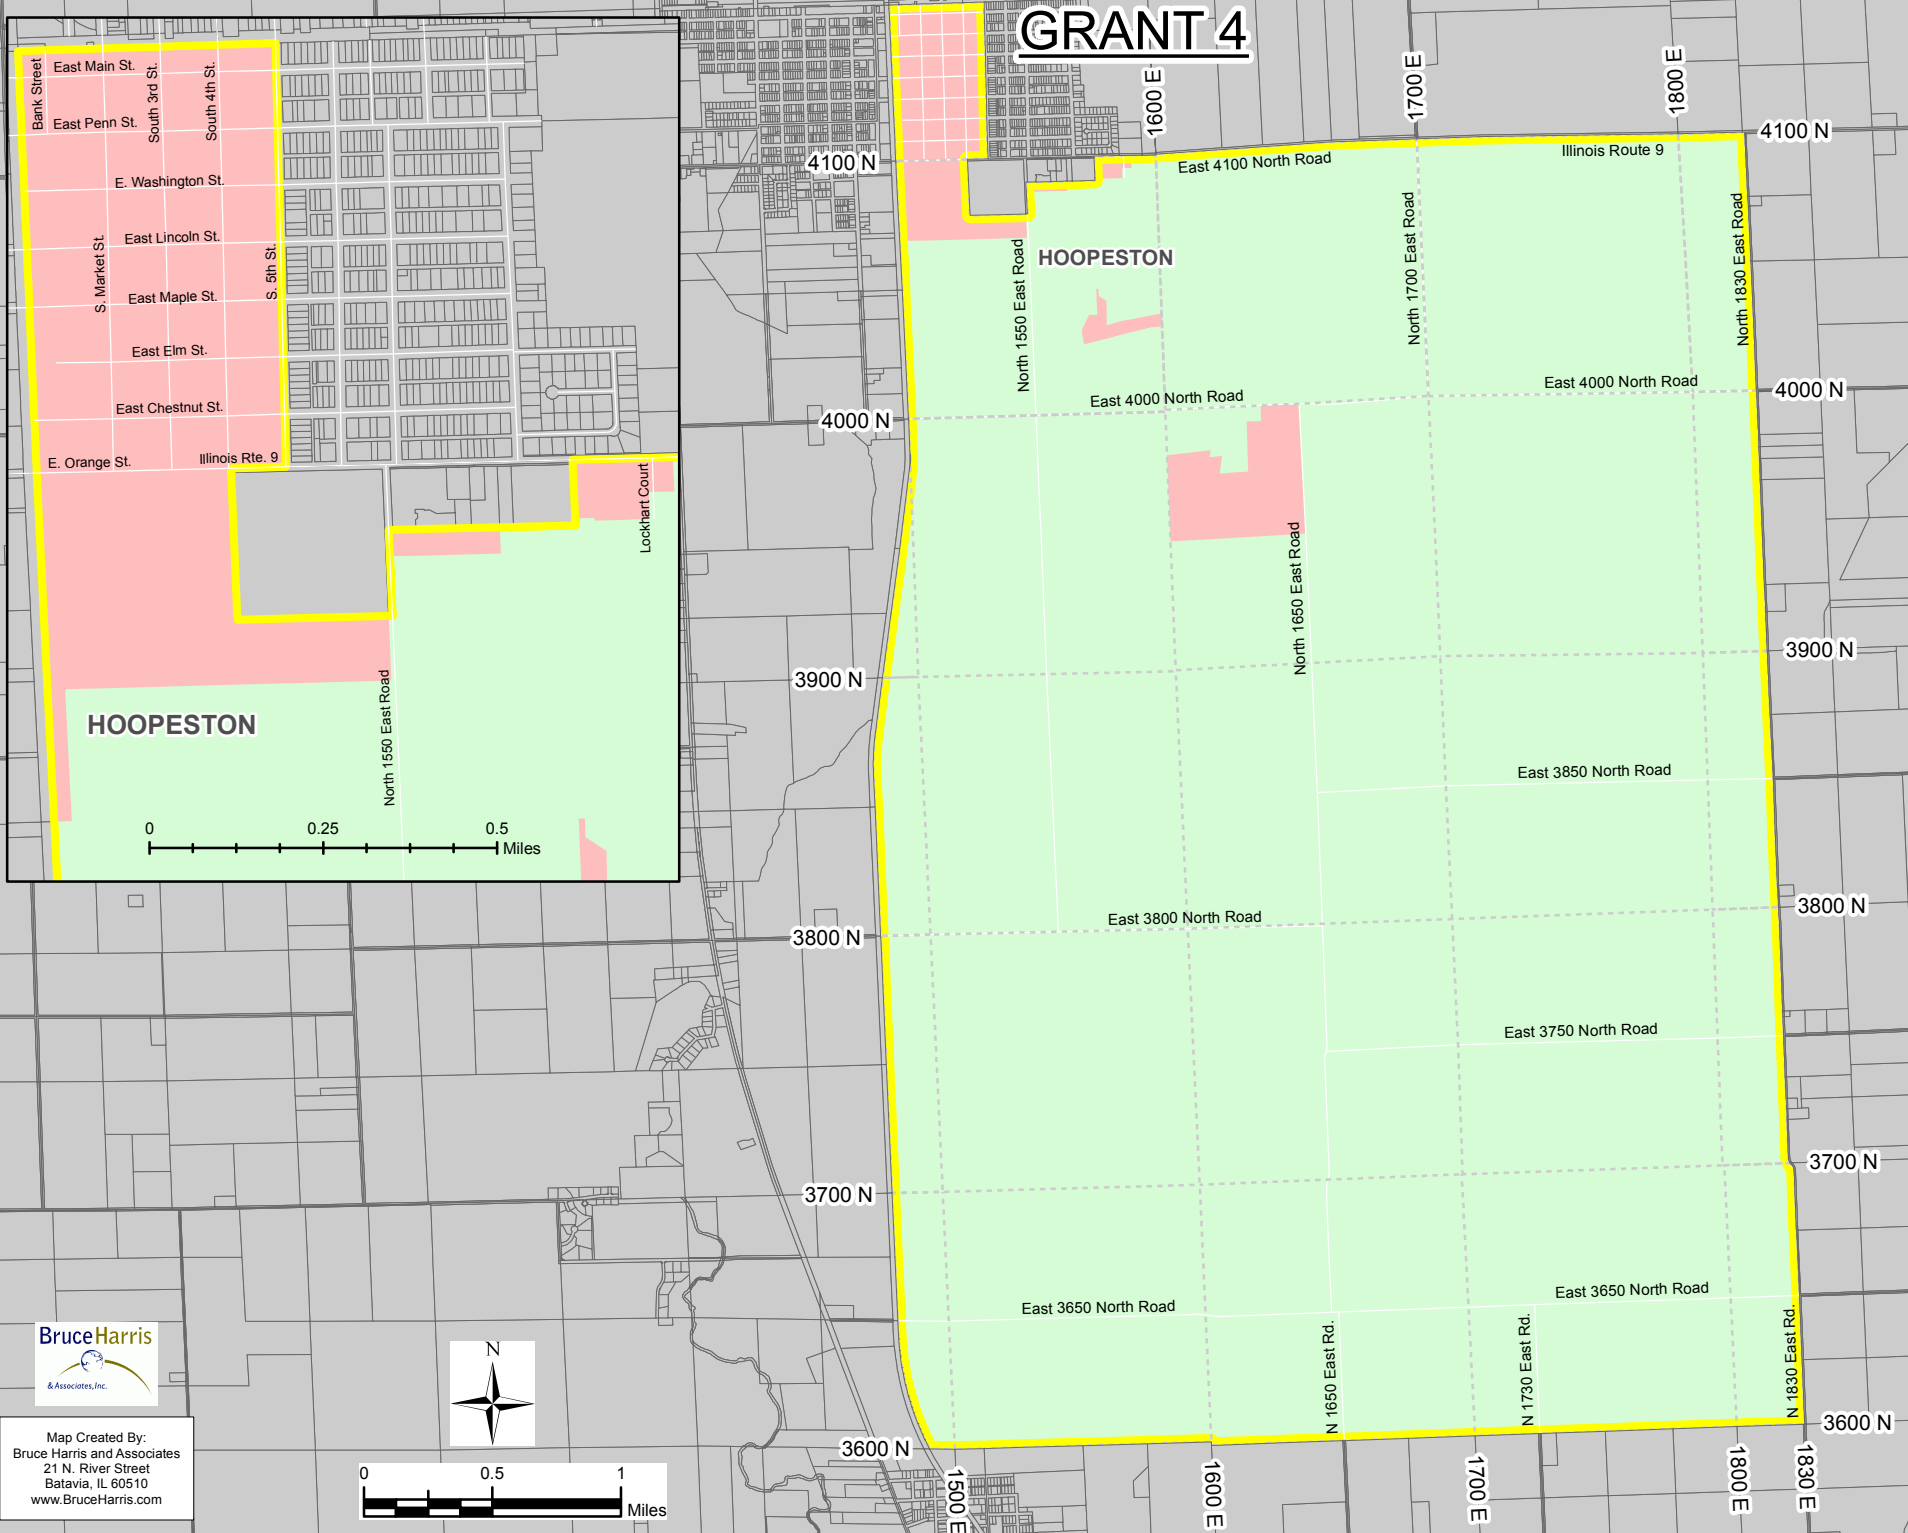 GRANT 4
Bank Street
East Main St.
South 3rd St.
South 4th St.
East Penn St.
E. Washington St.
East Lincoln St.
S. Market St.
S. 5th St.
East Maple St.
East Elm St.
East Chestnut St.
E. Orange St.
Illinois Rte. 9
Lockhart Court
North 1550 East Road
HOOPESTON
0 0.25 0.5
Miles
1600 E
1700 E
1800 E
4100 N
4100 N
East 4100 North Road
Illinois Route 9
HOOPESTON
North 1550 East Road
North 1700 East Road
North 1830 East Road
4000 N
East 4000 North Road
East 4000 North Road
4000 N
North 1650 East Road
3900 N
3900 N
East 3850 North Road
3800 N
East 3800 North Road
3800 N
East 3750 North Road
3700 N
3700 N
East 3650 North Road
East 3650 North Road
N 1650 East Rd.
N 1730 East Rd.
N 1830 East Rd.
3600 N
3600 N
1500 E
1600 E
1700 E
1800 E
1830 E
BruceHarris
& Associates, Inc.
Map Created By:
Bruce Harris and Associates
21 N. River Street
Batavia, IL 60510
www.BruceHarris.com
N
0 0.5 1
Miles